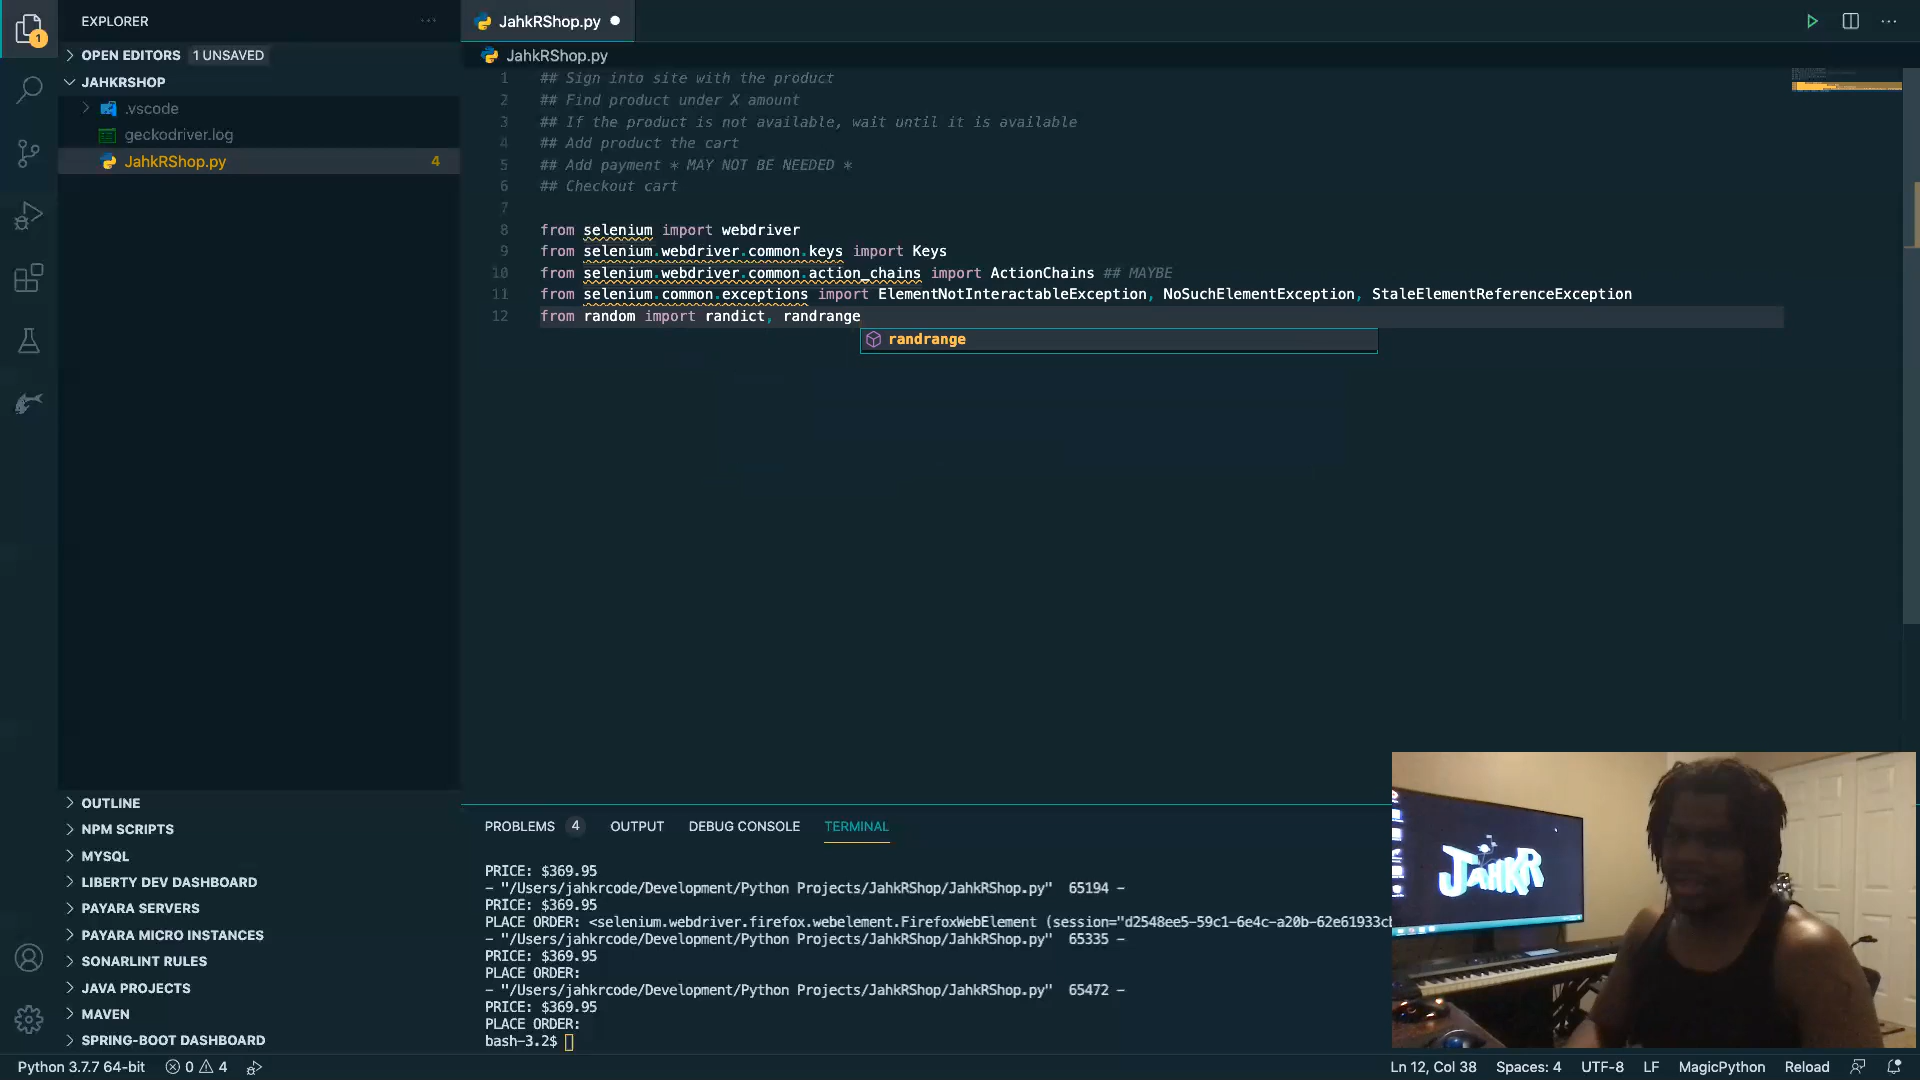 EXPLORER
JahkRShop.py
OPEN EDITORS 1 UNSAVED
JAHKRSHOP
.vscode
geckodriver.log
JahkRShop.py 4
OUTLINE
NPM SCRIPTS
MYSQL
LIBERTY DEV DASHBOARD
PAYARA SERVERS
PAYARA MICRO INSTANCES
SONARLINT RULES
JAVA PROJECTS
MAVEN
SPRING-BOOT DASHBOARD
1
JahkRShop.py
1 ## Sign into site with the product
2 ## Find product under X amount
3 ## If the product is not available, wait until it is available
4 ## Add product the cart
5 ## Add payment * MAY NOT BE NEEDED *
6 ## Checkout cart
7
8 from selenium import webdriver
9 from selenium.webdriver.common.keys import Keys
10 from selenium.webdriver.common.action_chains import ActionChains ## MAYBE
11 from selenium.common.exceptions import ElementNotInteractableException, NoSuchElementException, StaleElementReferenceException
12 from random import randict, randrange
randrange
PROBLEMS 4 OUTPUT DEBUG CONSOLE TERMINAL
PRICE: $369.95
- "/Users/jahkrcode/Development/Python Projects/JahkRShop/JahkRShop.py" 65194 -
PRICE: $369.95
PLACE ORDER: <selenium.webdriver.firefox.webelement.FirefoxWebElement (session="d2548ee5-59c1-6e4c-a20b-62e61933cb
- "/Users/jahkrcode/Development/Python Projects/JahkRShop/JahkRShop.py" 65335 -
PRICE: $369.95
PLACE ORDER:
- "/Users/jahkrcode/Development/Python Projects/JahkRShop/JahkRShop.py" 65472 -
PRICE: $369.95
PLACE ORDER:
bash-3.2$
JAHKR
Python 3.7.7 64-bit 0 4 Ln 12, Col 38 Spaces: 4 UTF-8 LF MagicPython Reload